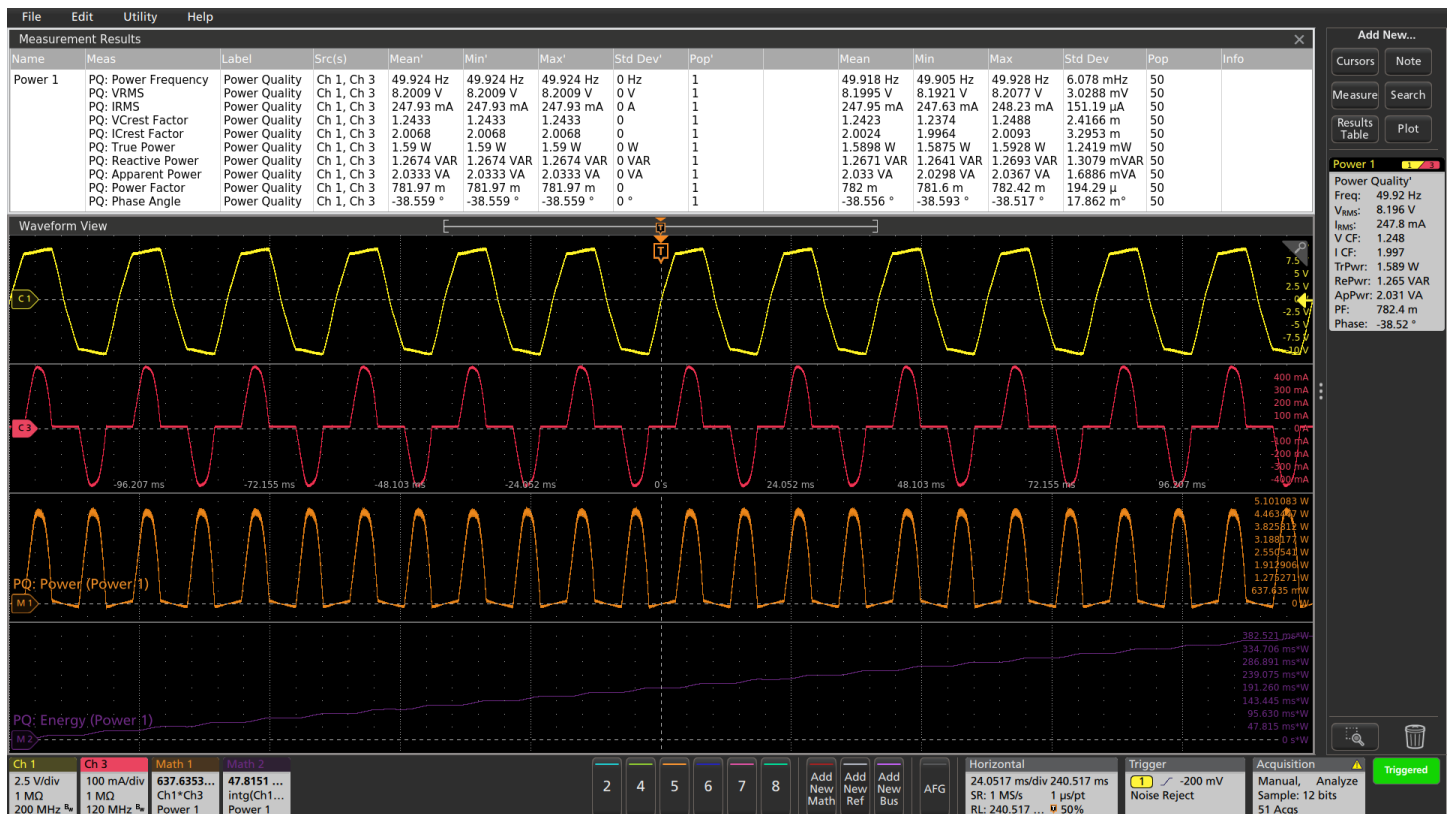 File Edit Utility Help
Measurement Results
Name Meas Label Src(s) Mean' Min' Max' Std Dev' Pop' Mean Min Max Std Dev Pop Info
Power 1 PQ: Power Frequency Power Quality Ch 1, Ch 3 49.924 Hz 49.924 Hz 49.924 Hz 0 Hz 1 49.918 Hz 49.905 Hz 49.928 Hz 6.078 mHz 50
PQ: VRMS Power Quality Ch 1, Ch 3 8.2009 V 8.2009 V 8.2009 V 0 V 1 8.1995 V 8.1921 V 8.2077 V 3.0288 mV 50
PQ: IRMS Power Quality Ch 1, Ch 3 247.93 mA 247.93 mA 247.93 mA 0 A 1 247.95 mA 247.63 mA 248.23 mA 151.19 µA 50
PQ: VCrest Factor Power Quality Ch 1, Ch 3 1.2433 1.2433 1.2433 0 1 1.2423 1.2374 1.2488 2.4166 m 50
PQ: ICrest Factor Power Quality Ch 1, Ch 3 2.0068 2.0068 2.0068 0 1 2.0024 1.9964 2.0093 3.2953 m 50
PQ: True Power Power Quality Ch 1, Ch 3 1.59 W 1.59 W 1.59 W 0 W 1 1.5898 W 1.5875 W 1.5928 W 1.2419 mW 50
PQ: Reactive Power Power Quality Ch 1, Ch 3 1.2674 VAR 1.2674 VAR 1.2674 VAR 0 VAR 1 1.2671 VAR 1.2641 VAR 1.2693 VAR 1.3079 mVAR 50
PQ: Apparent Power Power Quality Ch 1, Ch 3 2.0333 VA 2.0333 VA 2.0333 VA 0 VA 1 2.033 VA 2.0298 VA 2.0367 VA 1.6886 mVA 50
PQ: Power Factor Power Quality Ch 1, Ch 3 781.97 m 781.97 m 781.97 m 0 1 782 m 781.6 m 782.42 m 194.29 µ 50
PQ: Phase Angle Power Quality Ch 1, Ch 3 -38.559 ° -38.559 ° -38.559 ° 0 ° 1 -38.556 ° -38.593 ° -38.517 ° 17.862 m° 50
Waveform View
T
T
7.5
5 V
2.5 V
C 1
-2.5 V
-5 V
-7.5 V
-10 V
400 mA
300 mA
200 mA
100 mA
C 3
0 A
-100 mA
-200 mA
-300 mA
-400 mA
-96.207 ms -72.155 ms -48.103 ms -24.052 ms 0 s 24.052 ms 48.103 ms 72.155 ms 96.207 ms
5.101083 W
4.463447 W
3.825812 W
3.188177 W
2.550541 W
1.912906 W
1.275271 W
637.635 mW
PQ: Power (Power 1)
M 1
0 W
382.521 ms*W
334.706 ms*W
286.891 ms*W
239.075 ms*W
191.260 ms*W
143.445 ms*W
95.630 ms*W
47.815 ms*W
PQ: Energy (Power 1)
M 2
0 s*W
Add New...
Cursors Note
Measure Search
Results Table Plot
Power 1 1 3
Power Quality'
Freq: 49.92 Hz
VRMS: 8.196 V
IRMS: 247.8 mA
V CF: 1.248
I CF: 1.997
TrPwr: 1.589 W
RePwr: 1.265 VAR
ApPwr: 2.031 VA
PF: 782.4 m
Phase: -38.52 °
Ch 1
2.5 V/div
1 MΩ
200 MHz Bw
Ch 3
100 mA/div
1 MΩ
120 MHz Bw
Math 1
637.6353...
Ch1*Ch3
Power 1
Math 2
47.8151 ...
intg(Ch1...
Power 1
2 4 5 6 7 8
Add New Math
Add New Ref
Add New Bus
AFG
Horizontal
24.0517 ms/div 240.517 ms
SR: 1 MS/s 1 µs/pt
RL: 240.517 ... 50%
Trigger
1 -200 mV
Noise Reject
Acquisition
Manual, Analyze
Sample: 12 bits
51 Acqs
Triggered